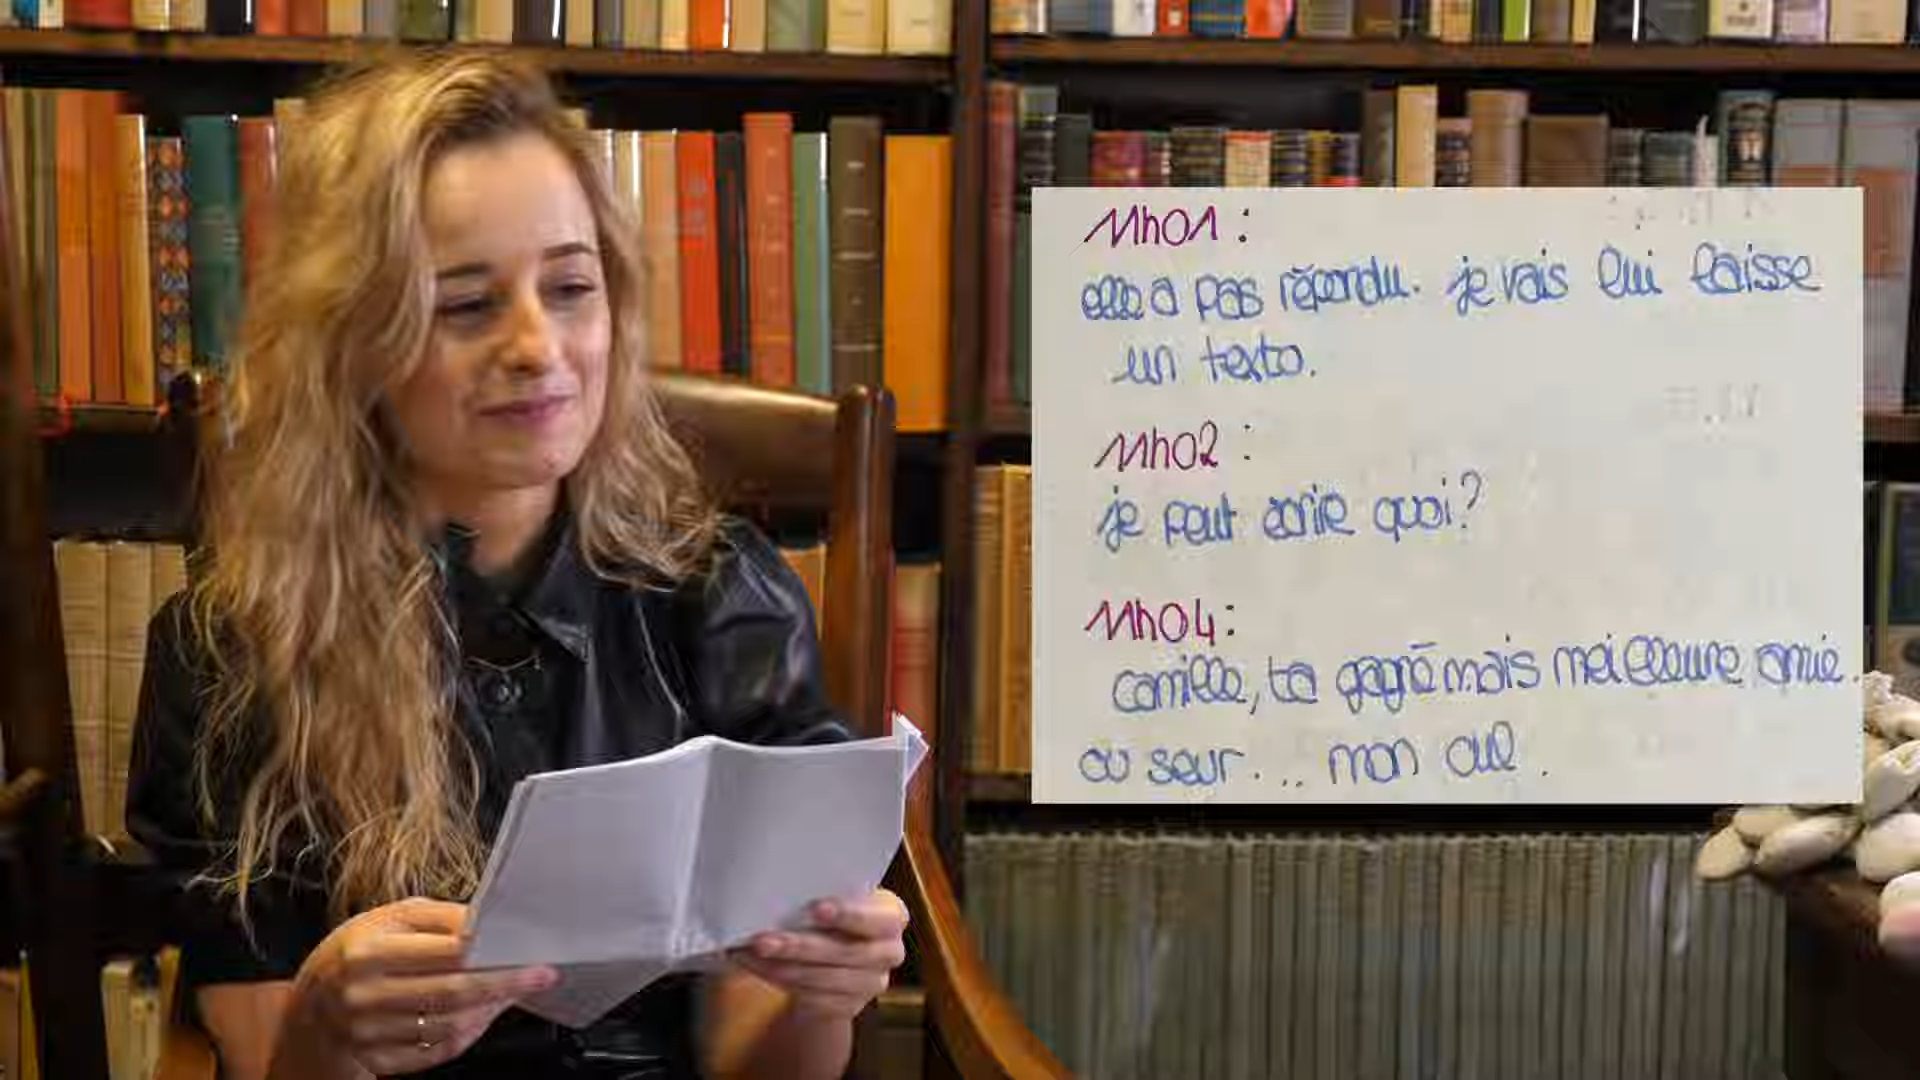 Mh01 :
elle a pas répondu. je vais lui laisse
un texto.
Mh02 :
je peut écrire quoi?
Mh04 :
camille, ta gagné mais meilleure amie.
ou seur... mon cul.